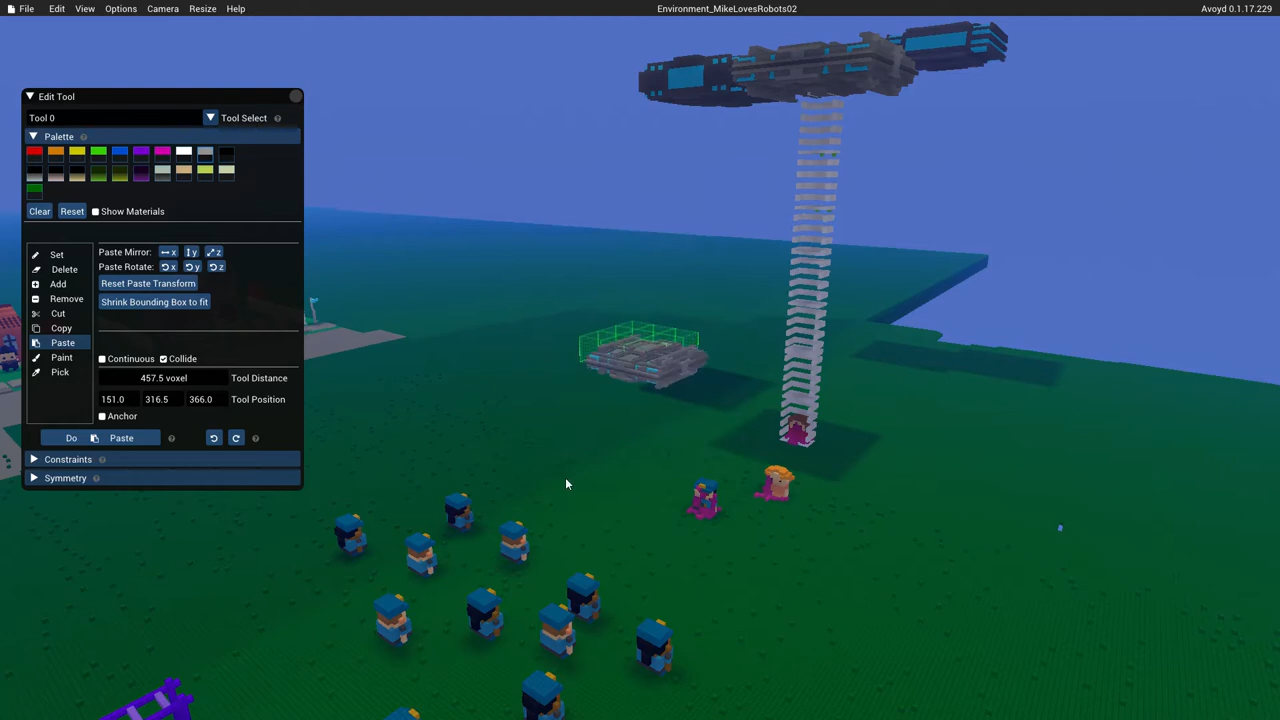 File Edit View Options Camera Resize Help Environment_MikeLovesRobots02 Avoyd 0.1.17.229
Edit Tool
Tool 0 Tool Select ?
Palette ?
Clear Reset Show Materials
Set
Delete
Add
Remove
Cut
Copy
Paste
Paint
Pick
Paste Mirror: x y z
Paste Rotate: x y z
Reset Paste Transform
Shrink Bounding Box to fit
Continuous Collide
457.5 voxel Tool Distance
151.0 316.5 366.0 Tool Position
Anchor
Do Paste ? ?
Constraints ?
Symmetry ?